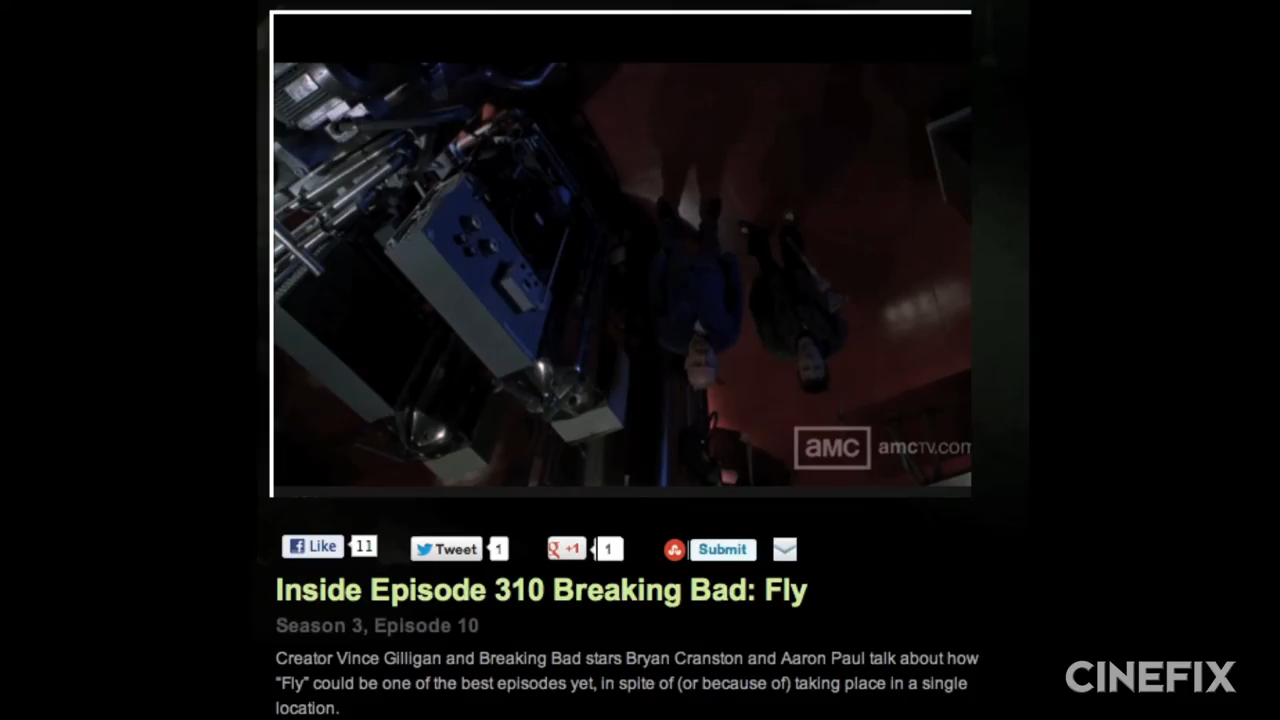 aMC amcTV.com
Like 11 Tweet 1 g +1 1 Submit
Inside Episode 310 Breaking Bad: Fly
Season 3, Episode 10
Creator Vince Gilligan and Breaking Bad stars Bryan Cranston and Aaron Paul talk about how
“Fly” could be one of the best episodes yet, in spite of (or because of) taking place in a single
location.
CINEFIX